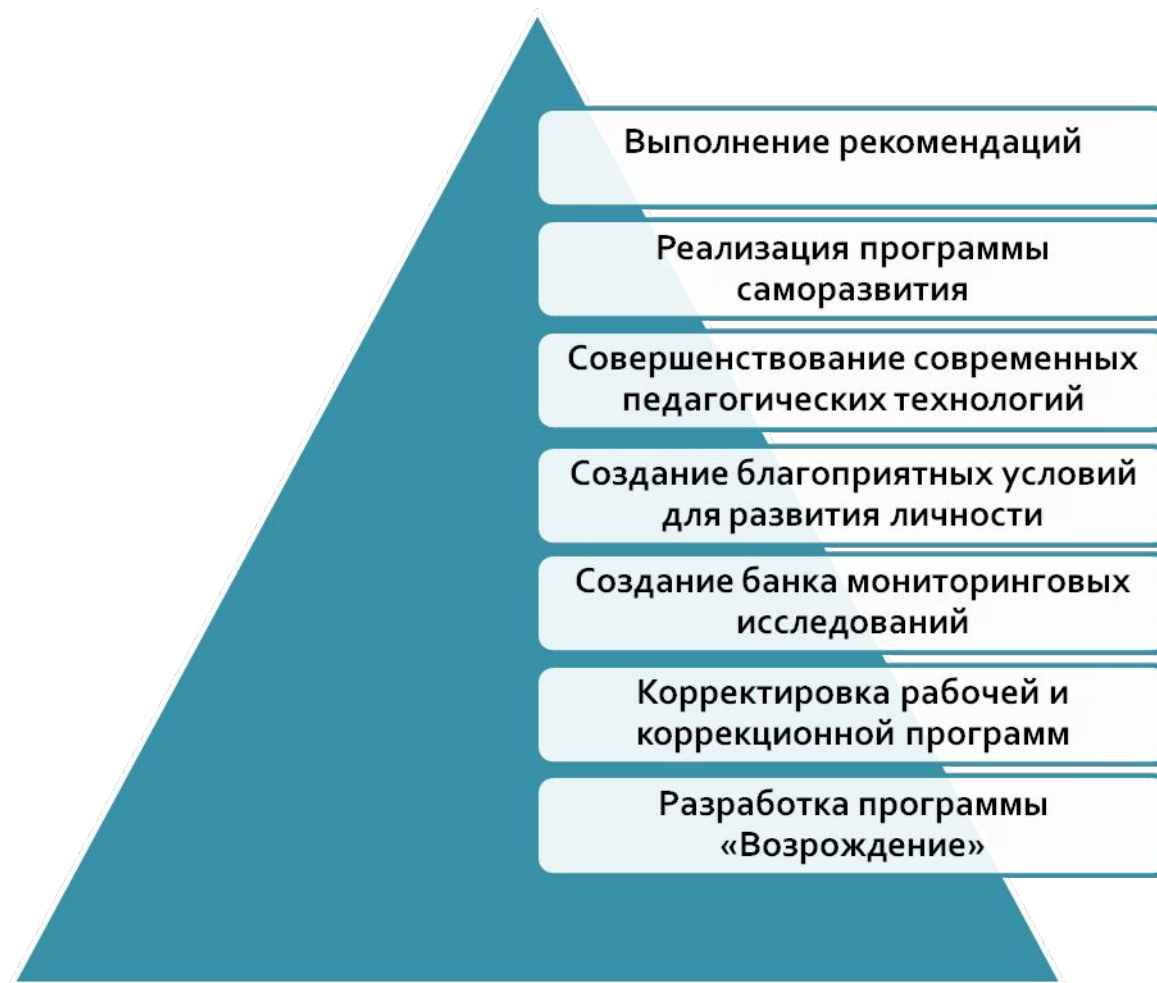 Выполнение рекомендаций
Реализация программы
саморазвития
Совершенствование современных
педагогических технологий
Создание благоприятных условий
для развития личности
Создание банка мониторинговых
исследований
Корректировка рабочей и
коррекционной программ
Разработка программы
«Возрождение»